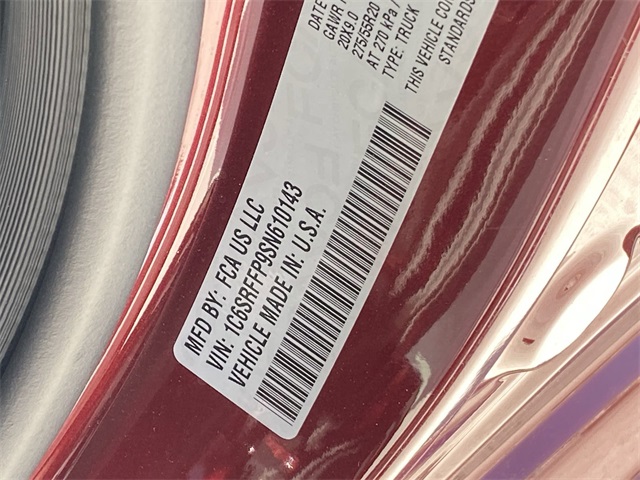 MFD BY: FCA US LLC
VIN: 1C6SRFFP9SN610143
VEHICLE MADE IN: U.S.A.
DATE
GAWR
20X9.0
275/55R20
AT 270 kPa /
TYPE: TRUCK
THIS VEHICLE CO
STANDARDS